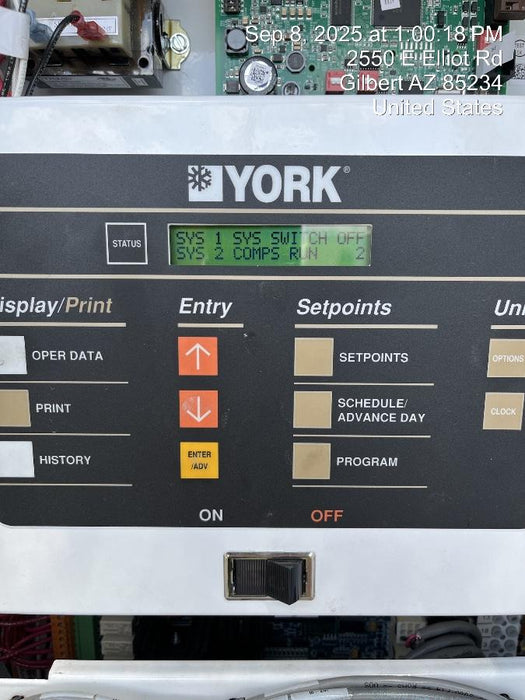 Sep 8, 2025 at 1:00:18 PM
2550 E Elliot Rd
Gilbert AZ 85234
United States
YORK®
STATUS
SYS 1 SYS SWITCH OFF
SYS 2 COMPS RUN 2
isplay/Print
Entry
Setpoints
Uni
OPER DATA
SETPOINTS
OPTIONS
PRINT
SCHEDULE/
ADVANCE DAY
CLOCK
HISTORY
ENTER
/ADV
PROGRAM
ON
OFF